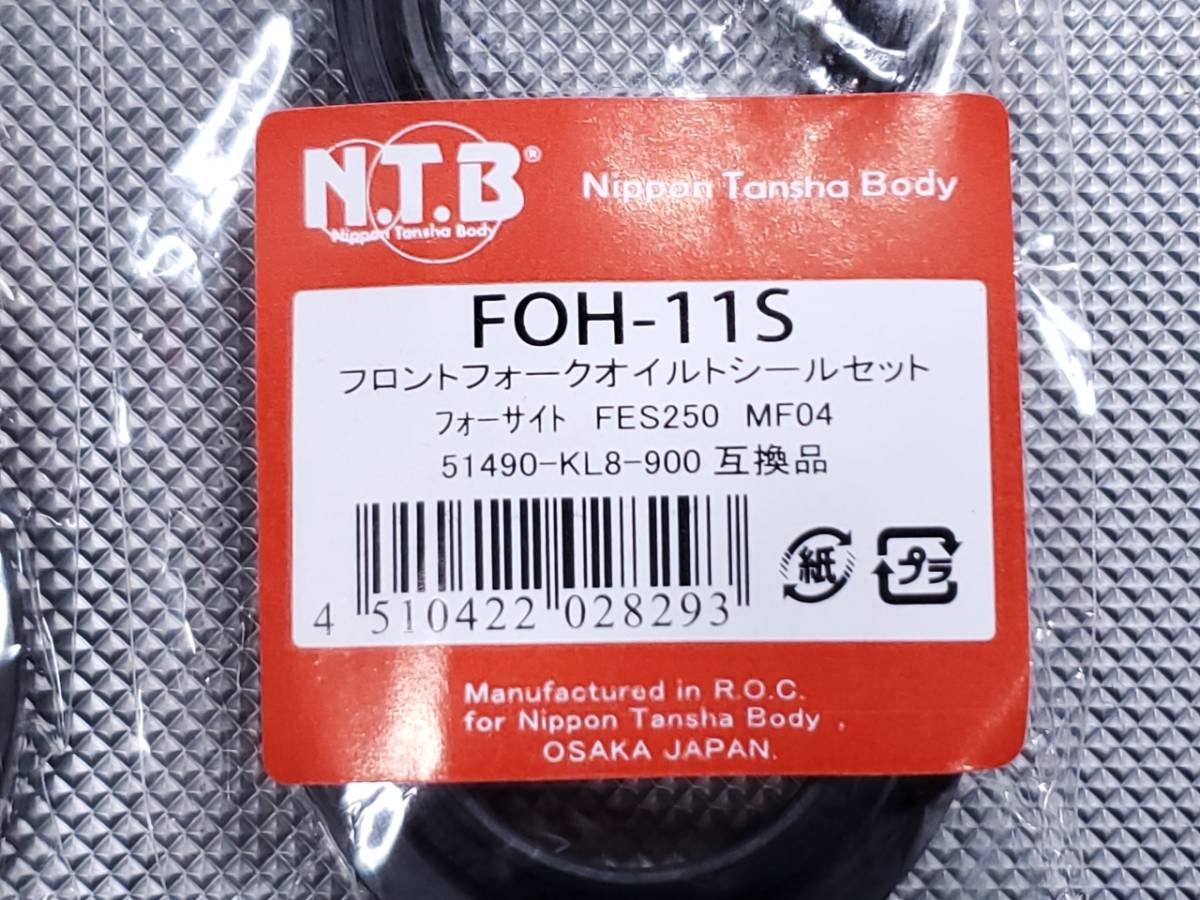 N.T.B®
Nippon Tansha Body
Nippon Tansha Body
FOH-11S
フロントフォークオイルトシールセット
フォーサイト FES250 MF04
51490-KL8-900 互換品
4 510422 028293
紙
プラ
Manufactured in R.O.C.
for Nippon Tansha Body ,
OSAKA JAPAN.